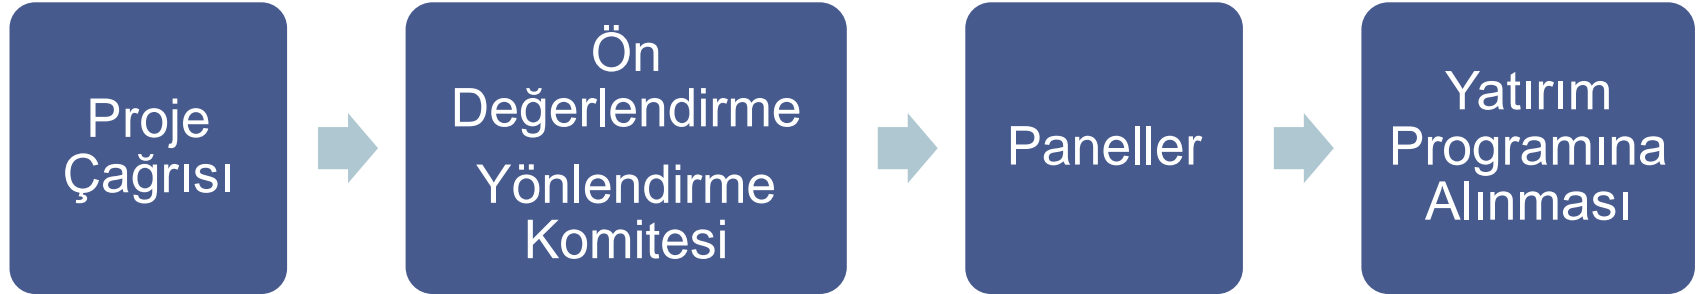 Proje
Çağrısı
Ön
Değerlendirme
Yönlendirme
Komitesi
Paneller
Yatırım
Programına
Alınması